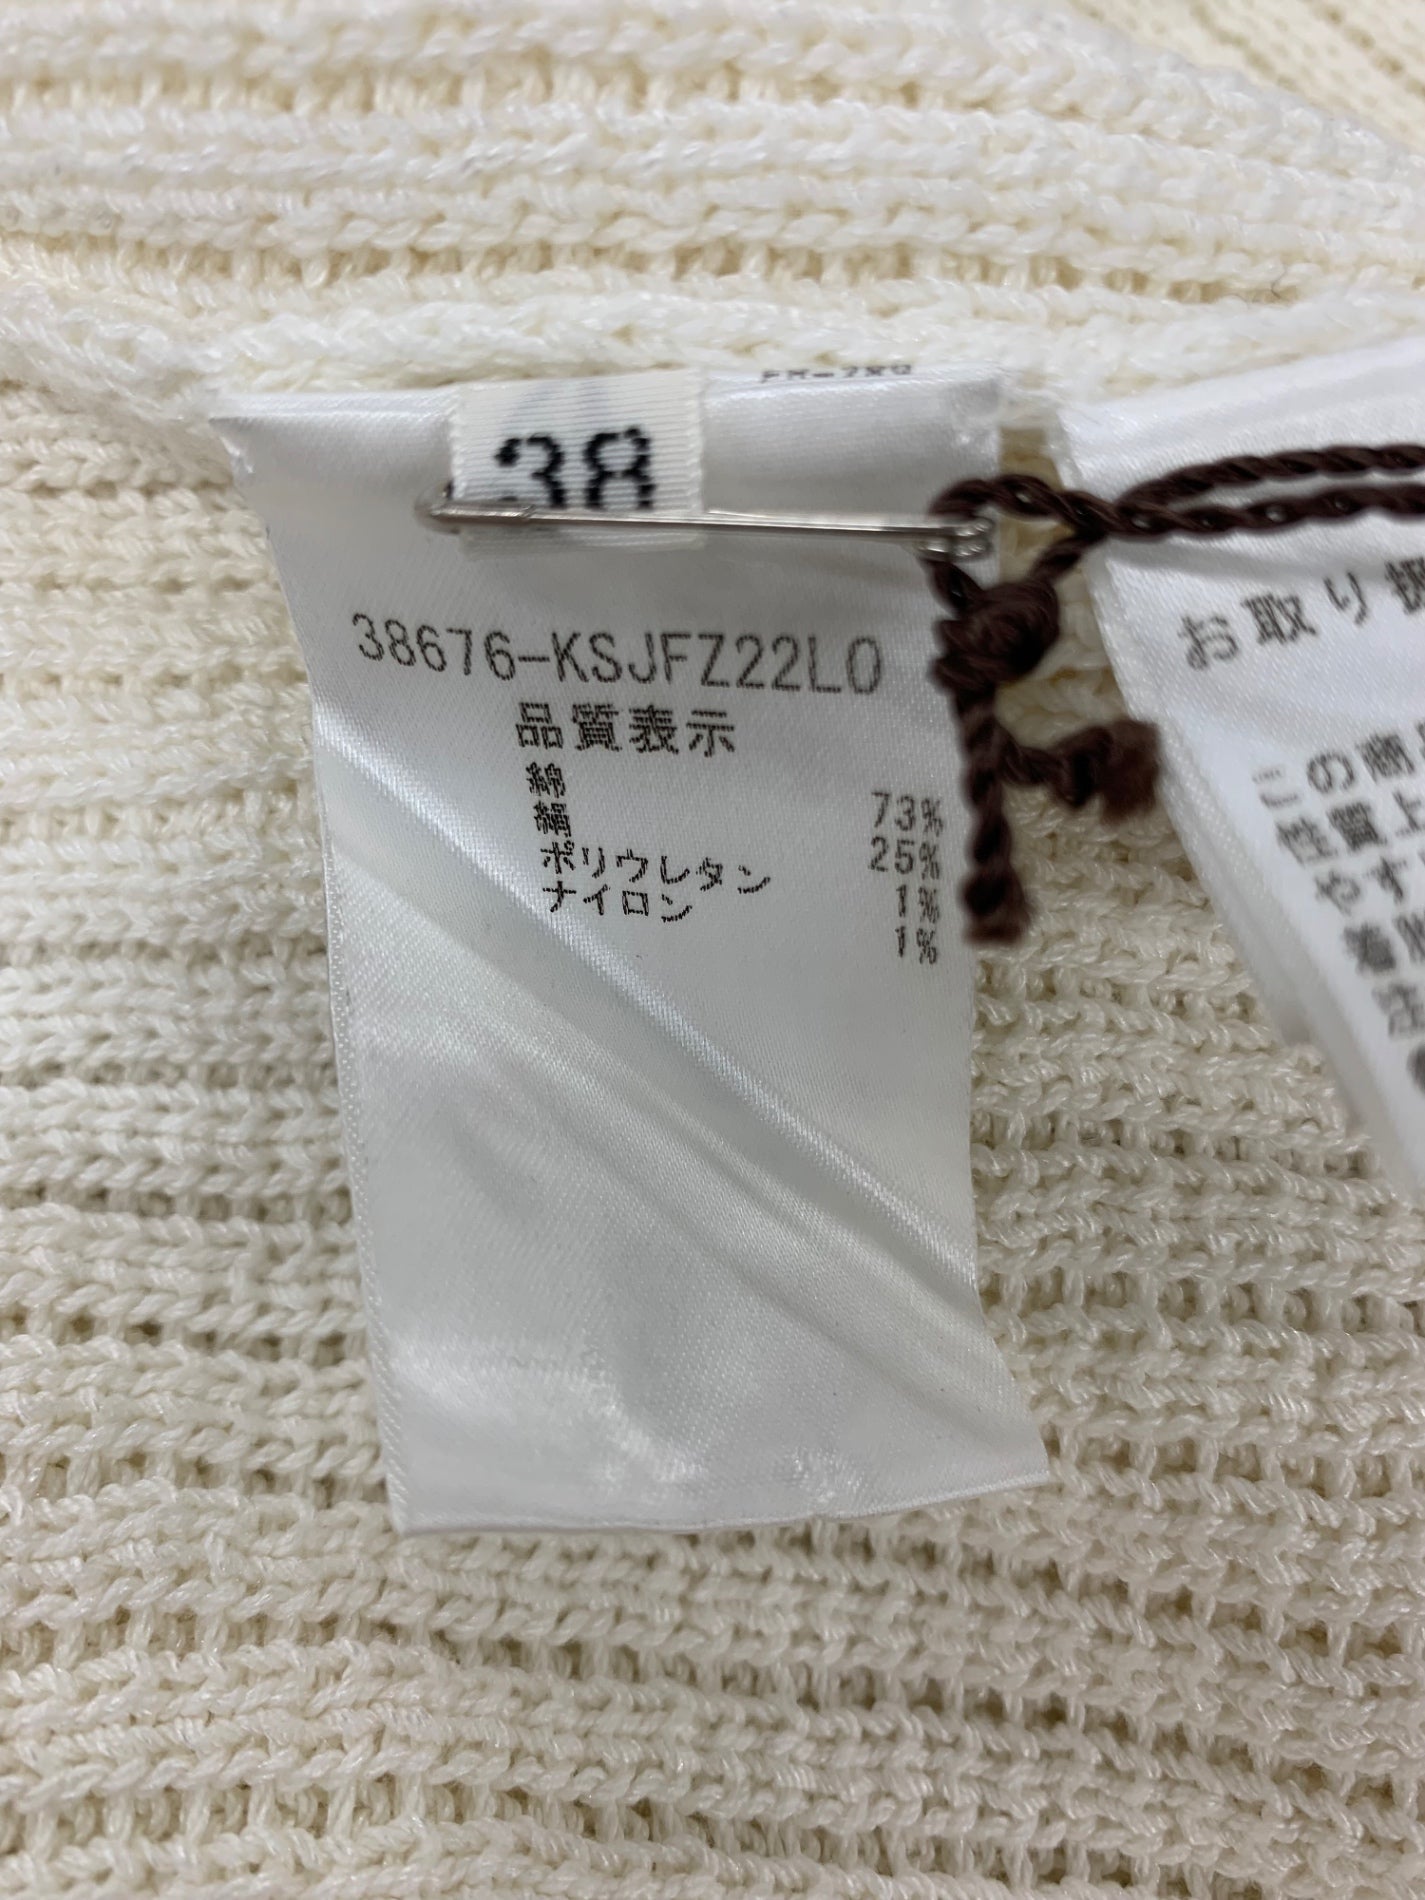 38
38676-KSJFZ22L0
品質表示
綿 73%
絹 25%
ポリウレタン 1%
ナイロン 1%
お取り扱
この商
性質上
やす
着
注